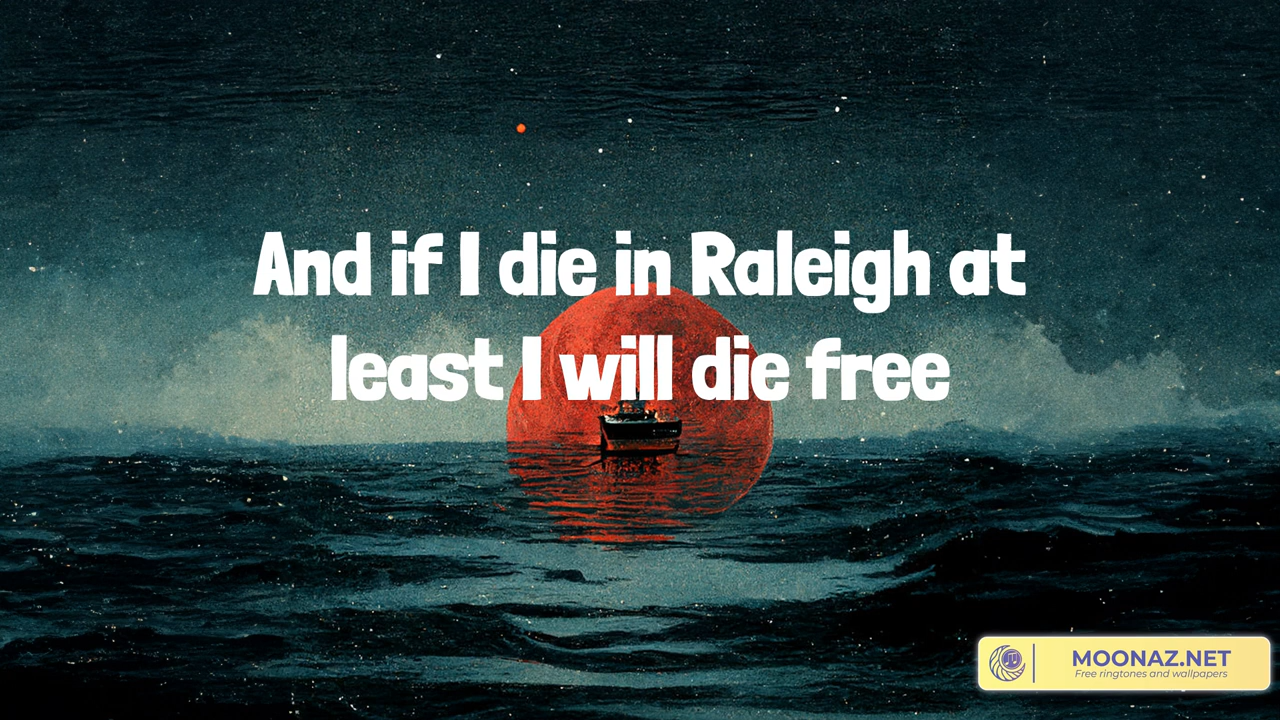 And if I die in Raleigh at
least I will die free
MOONAZ.NET
Free ringtones and wallpapers